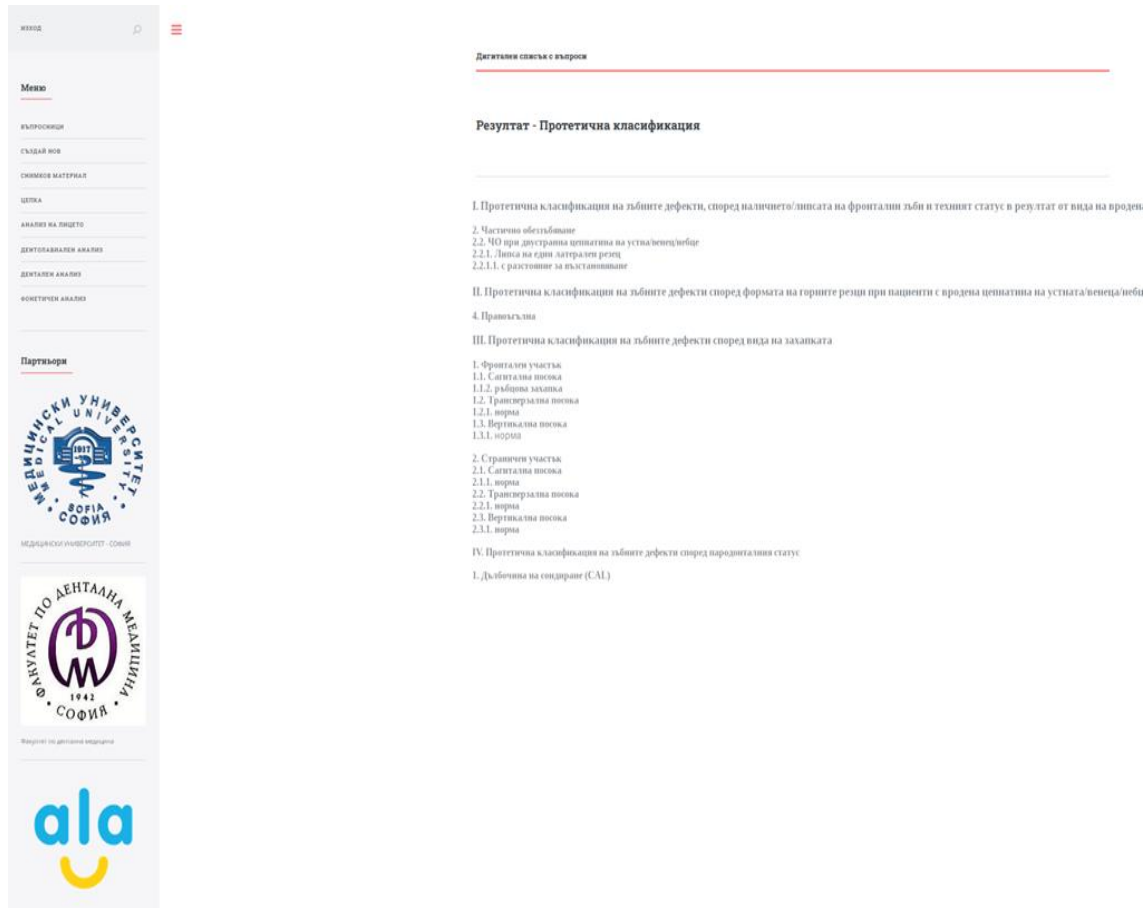 ИЗХОД
Меню
ВЪПРОСНИЦИ
СЪЗДАЙ НОВ
СНИМКОВ МАТЕРИАЛ
ЦЕПКА
АНАЛИЗ НА ЛИЦЕТО
ДЕНТОЛАБИАЛЕН АНАЛИЗ
ДЕНТАЛЕН АНАЛИЗ
ФОНЕТИЧЕН АНАЛИЗ
Партньори
МЕДИЦИНСКИ УНИВЕРСИТЕТ
MEDICAL UNIVERSITY
1917
SOFIA
СОФИЯ
МЕДИЦИНСКИ УНИВЕРСИТЕТ - СОФИЯ
ФАКУЛТЕТ ПО ДЕНТАЛНА МЕДИЦИНА
ФДМ
1942
СОФИЯ
Факултет по дентална медицина
ala
Дигитален списък с въпроси
Резултат - Протетична класификация
I. Протетична класификация на зъбните дефекти, според наличието/липсата на фронтални зъби и техният статус в резултат от вида на вродена
2. Частично обеззъбяване
2.2. ЧО при двустранна цепнатина на устна/венец/небце
2.2.1. Липса на един латерален резец
2.2.1.1. с разстояние за възстановяване
II. Протетична класификация на зъбните дефекти според формата на горните резци при пациенти с вродена цепнатина на устната/венеца/небц
4. Правоъгълна
III. Протетична класификация на зъбните дефекти според вида на захапката
1. Фронтален участък
1.1. Сагитална посока
1.1.2. ръбцова захапка
1.2. Трансверзална посока
1.2.1. норма
1.3. Вертикална посока
1.3.1. норма
2. Страничен участък
2.1. Сагитална посока
2.1.1. норма
2.2. Трансверзална посока
2.2.1. норма
2.3. Вертикална посока
2.3.1. норма
IV. Протетична класификация на зъбните дефекти според пародонталния статус
1. Дълбочина на сондиране (CAL)